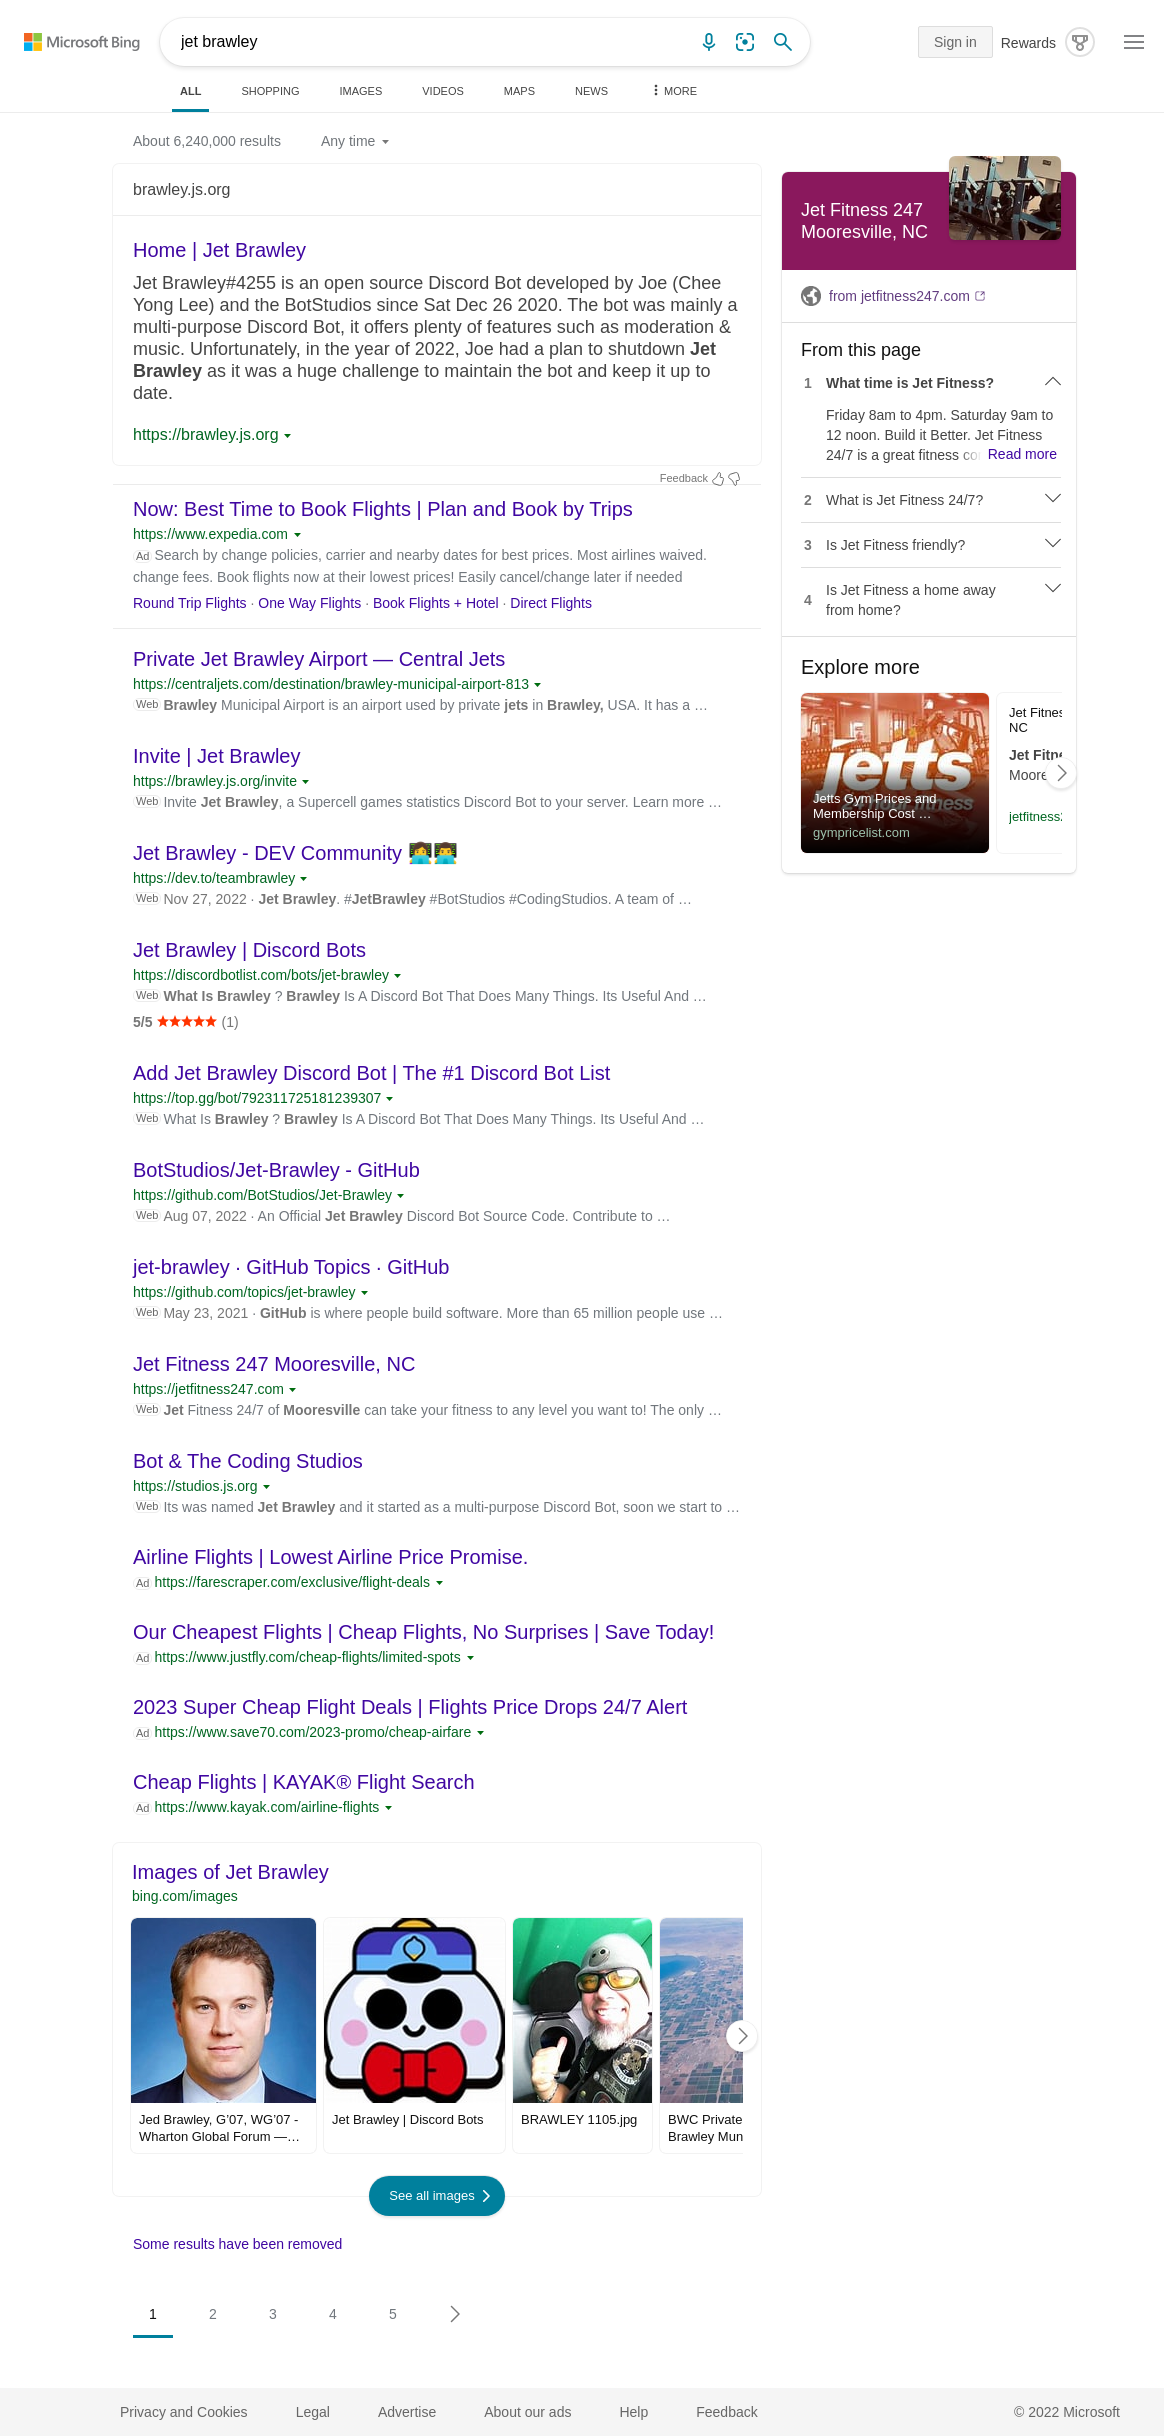 Microsoft Bing
jet brawley
Sign in
Rewards
ALL
SHOPPING
IMAGES
VIDEOS
MAPS
NEWS
MORE
About 6,240,000 results
Any time
brawley.js.org
Home | Jet Brawley
Jet Brawley#4255 is an open source Discord Bot developed by Joe (Chee
Yong Lee) and the BotStudios since Sat Dec 26 2020. The bot was mainly a
multi-purpose Discord Bot, it offers plenty of features such as moderation &
music. Unfortunately, in the year of 2022, Joe had a plan to shutdown Jet
Brawley as it was a huge challenge to maintain the bot and keep it up to
date.
https://brawley.js.org
Feedback
Now: Best Time to Book Flights | Plan and Book by Trips
https://www.expedia.com
Ad Search by change policies, carrier and nearby dates for best prices. Most airlines waived.
change fees. Book flights now at their lowest prices! Easily cancel/change later if needed
Round Trip Flights · One Way Flights · Book Flights + Hotel · Direct Flights
Private Jet Brawley Airport — Central Jets
https://centraljets.com/destination/brawley-municipal-airport-813
Web Brawley Municipal Airport is an airport used by private jets in Brawley, USA. It has a …
Invite | Jet Brawley
https://brawley.js.org/invite
Web Invite Jet Brawley, a Supercell games statistics Discord Bot to your server. Learn more …
Jet Brawley - DEV Community 👩‍💻👨‍💻
https://dev.to/teambrawley
Web Nov 27, 2022 · Jet Brawley. #JetBrawley #BotStudios #CodingStudios. A team of …
Jet Brawley | Discord Bots
https://discordbotlist.com/bots/jet-brawley
Web What Is Brawley ? Brawley Is A Discord Bot That Does Many Things. Its Useful And …
5/5 ★★★★★ (1)
Add Jet Brawley Discord Bot | The #1 Discord Bot List
https://top.gg/bot/792311725181239307
Web What Is Brawley ? Brawley Is A Discord Bot That Does Many Things. Its Useful And …
BotStudios/Jet-Brawley - GitHub
https://github.com/BotStudios/Jet-Brawley
Web Aug 07, 2022 · An Official Jet Brawley Discord Bot Source Code. Contribute to …
jet-brawley · GitHub Topics · GitHub
https://github.com/topics/jet-brawley
Web May 23, 2021 · GitHub is where people build software. More than 65 million people use …
Jet Fitness 247 Mooresville, NC
https://jetfitness247.com
Web Jet Fitness 24/7 of Mooresville can take your fitness to any level you want to! The only …
Bot & The Coding Studios
https://studios.js.org
Web Its was named Jet Brawley and it started as a multi-purpose Discord Bot, soon we start to …
Airline Flights | Lowest Airline Price Promise.
Ad https://farescraper.com/exclusive/flight-deals
Our Cheapest Flights | Cheap Flights, No Surprises | Save Today!
Ad https://www.justfly.com/cheap-flights/limited-spots
2023 Super Cheap Flight Deals | Flights Price Drops 24/7 Alert
Ad https://www.save70.com/2023-promo/cheap-airfare
Cheap Flights | KAYAK® Flight Search
Ad https://www.kayak.com/airline-flights
Images of Jet Brawley
bing.com/images
Jed Brawley, G'07, WG'07 -
Wharton Global Forum —…
Jet Brawley | Discord Bots
BRAWLEY 1105.jpg
BWC Private
Brawley Mun
See all images
Some results have been removed
1
2
3
4
5
Jet Fitness 247
Mooresville, NC
from jetfitness247.com
From this page
1 What time is Jet Fitness?
Friday 8am to 4pm. Saturday 9am to
12 noon. Build it Better. Jet Fitness
24/7 is a great fitness co Read more
2 What is Jet Fitness 24/7?
3 Is Jet Fitness friendly?
4 Is Jet Fitness a home away
from home?
Explore more
jetts
24 hour fitness
Jetts Gym Prices and
Membership Cost …
gympricelist.com
Jet Fitnes
NC
Jet Fitne
Moore
jetfitness2
Privacy and Cookies
Legal
Advertise
About our ads
Help
Feedback
© 2022 Microsoft